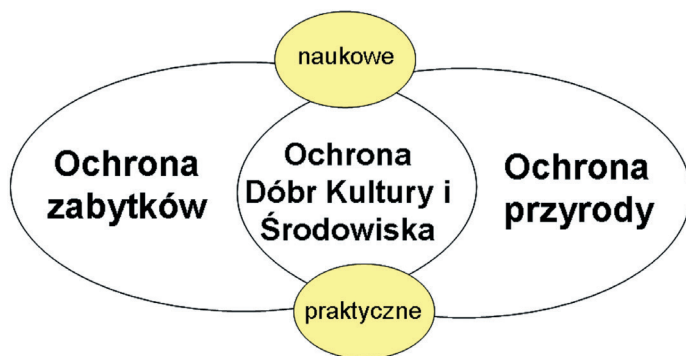 naukowe
Ochrona
zabytków
Ochrona
Dóbr Kultury i
Środowiska
Ochrona
przyrody
praktyczne